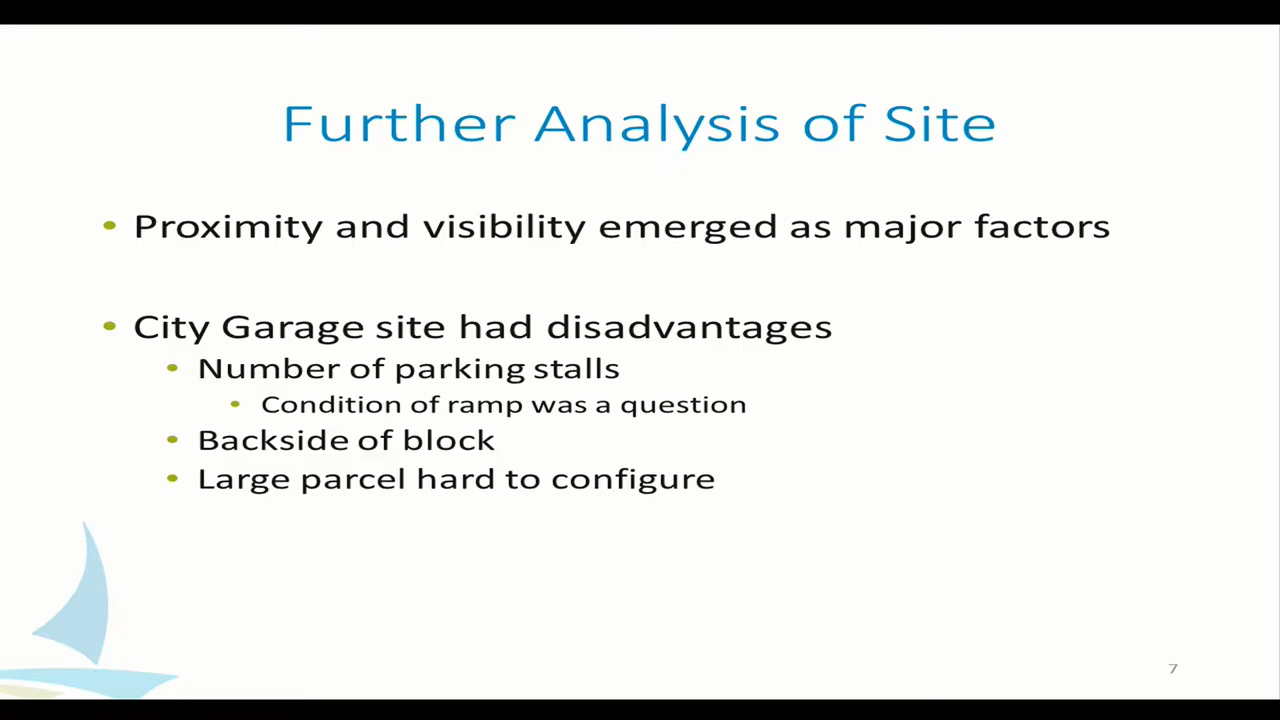 Further Analysis of Site
• Proximity and visibility emerged as major factors
• City Garage site had disadvantages
• Number of parking stalls
• Condition of ramp was a question
• Backside of block
• Large parcel hard to configure
7